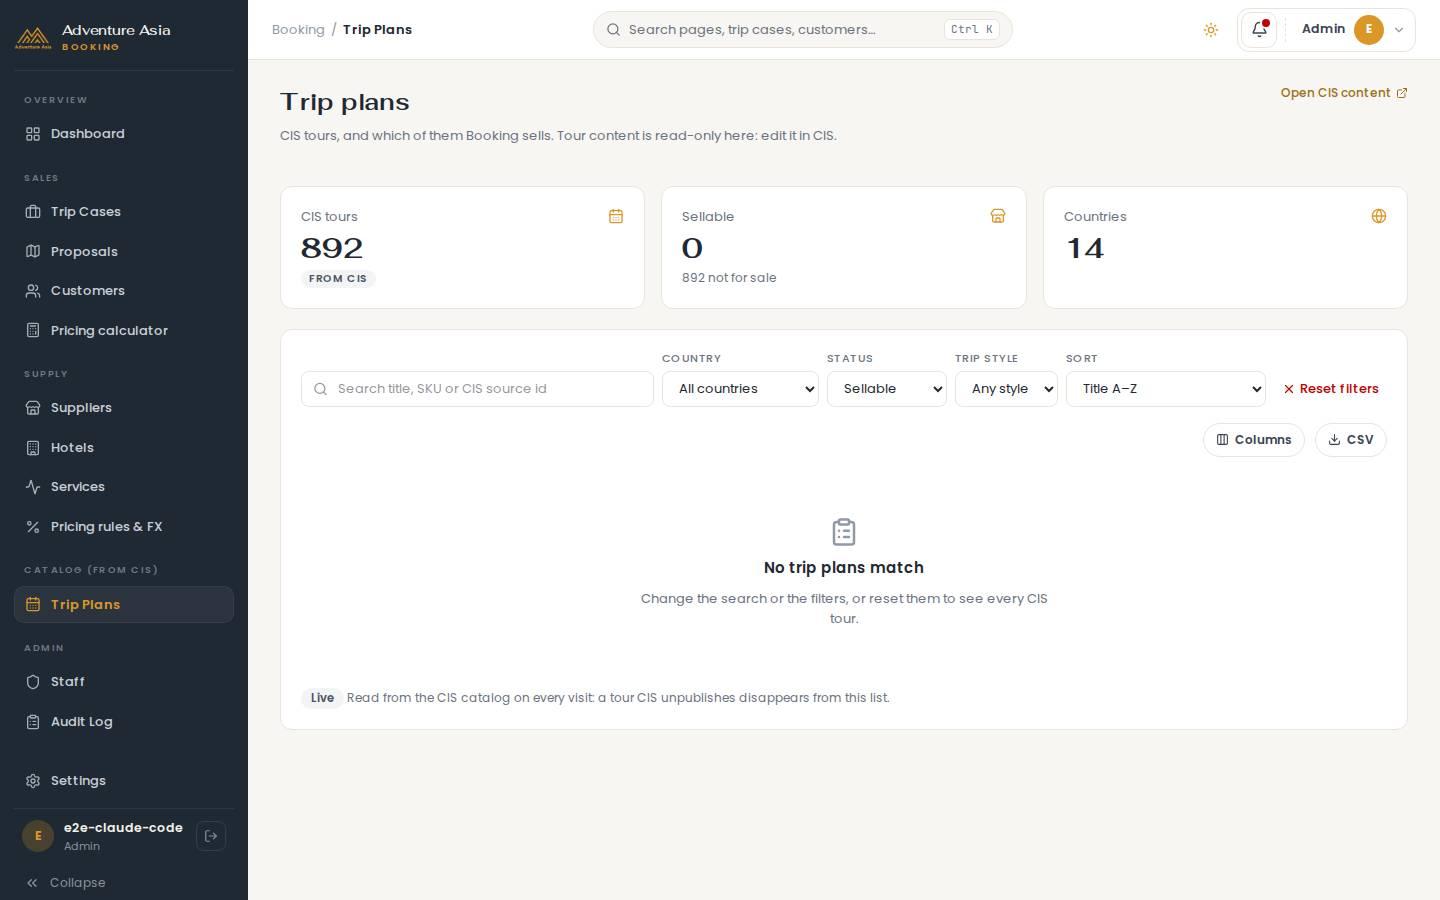 Adventure Asia
BOOKING
Adventure Asia
OVERVIEW
Dashboard
SALES
Trip Cases
Proposals
Customers
Pricing calculator
SUPPLY
Suppliers
Hotels
Services
Pricing rules & FX
CATALOG (FROM CIS)
Trip Plans
ADMIN
Staff
Audit Log
Settings
E
e2e-claude-code
Admin
Collapse
Booking / Trip Plans
Search pages, trip cases, customers...
Ctrl K
Admin
E
Trip plans
Open CIS content
CIS tours, and which of them Booking sells. Tour content is read-only here: edit it in CIS.
CIS tours
892
FROM CIS
Sellable
0
892 not for sale
Countries
14
COUNTRY
STATUS
TRIP STYLE
SORT
Search title, SKU or CIS source id
All countries
Sellable
Any style
Title A–Z
Reset filters
Columns
CSV
No trip plans match
Change the search or the filters, or reset them to see every CIS
tour.
Live Read from the CIS catalog on every visit: a tour CIS unpublishes disappears from this list.